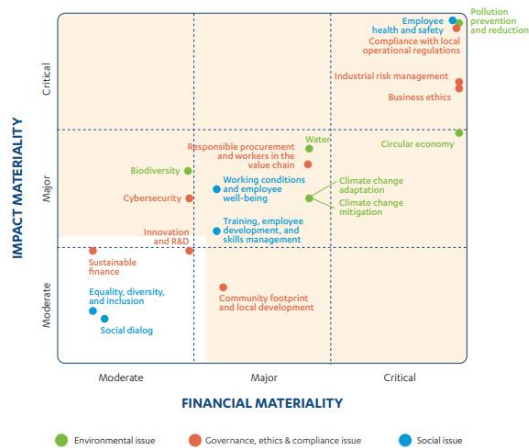 Pollution
prevention
and reduction
Employee
health and safety
Compliance with local
operational regulations
Industrial risk management
Business ethics
Circular economy
Water
Responsible procurement
and workers in the
value chain
Biodiversity
Climate change
adaptation
Working conditions
and employee
well-being
Cybersecurity
Climate change
mitigation
Training, employee
development, and
skills management
Innovation
and R&D
Sustainable
finance
Equality, diversity,
and inclusion
Social dialog
Community footprint
and local development
IMPACT MATERIALITY
Critical
Major
Moderate
Moderate
Major
Critical
FINANCIAL MATERIALITY
Environmental issue
Governance, ethics & compliance issue
Social issue